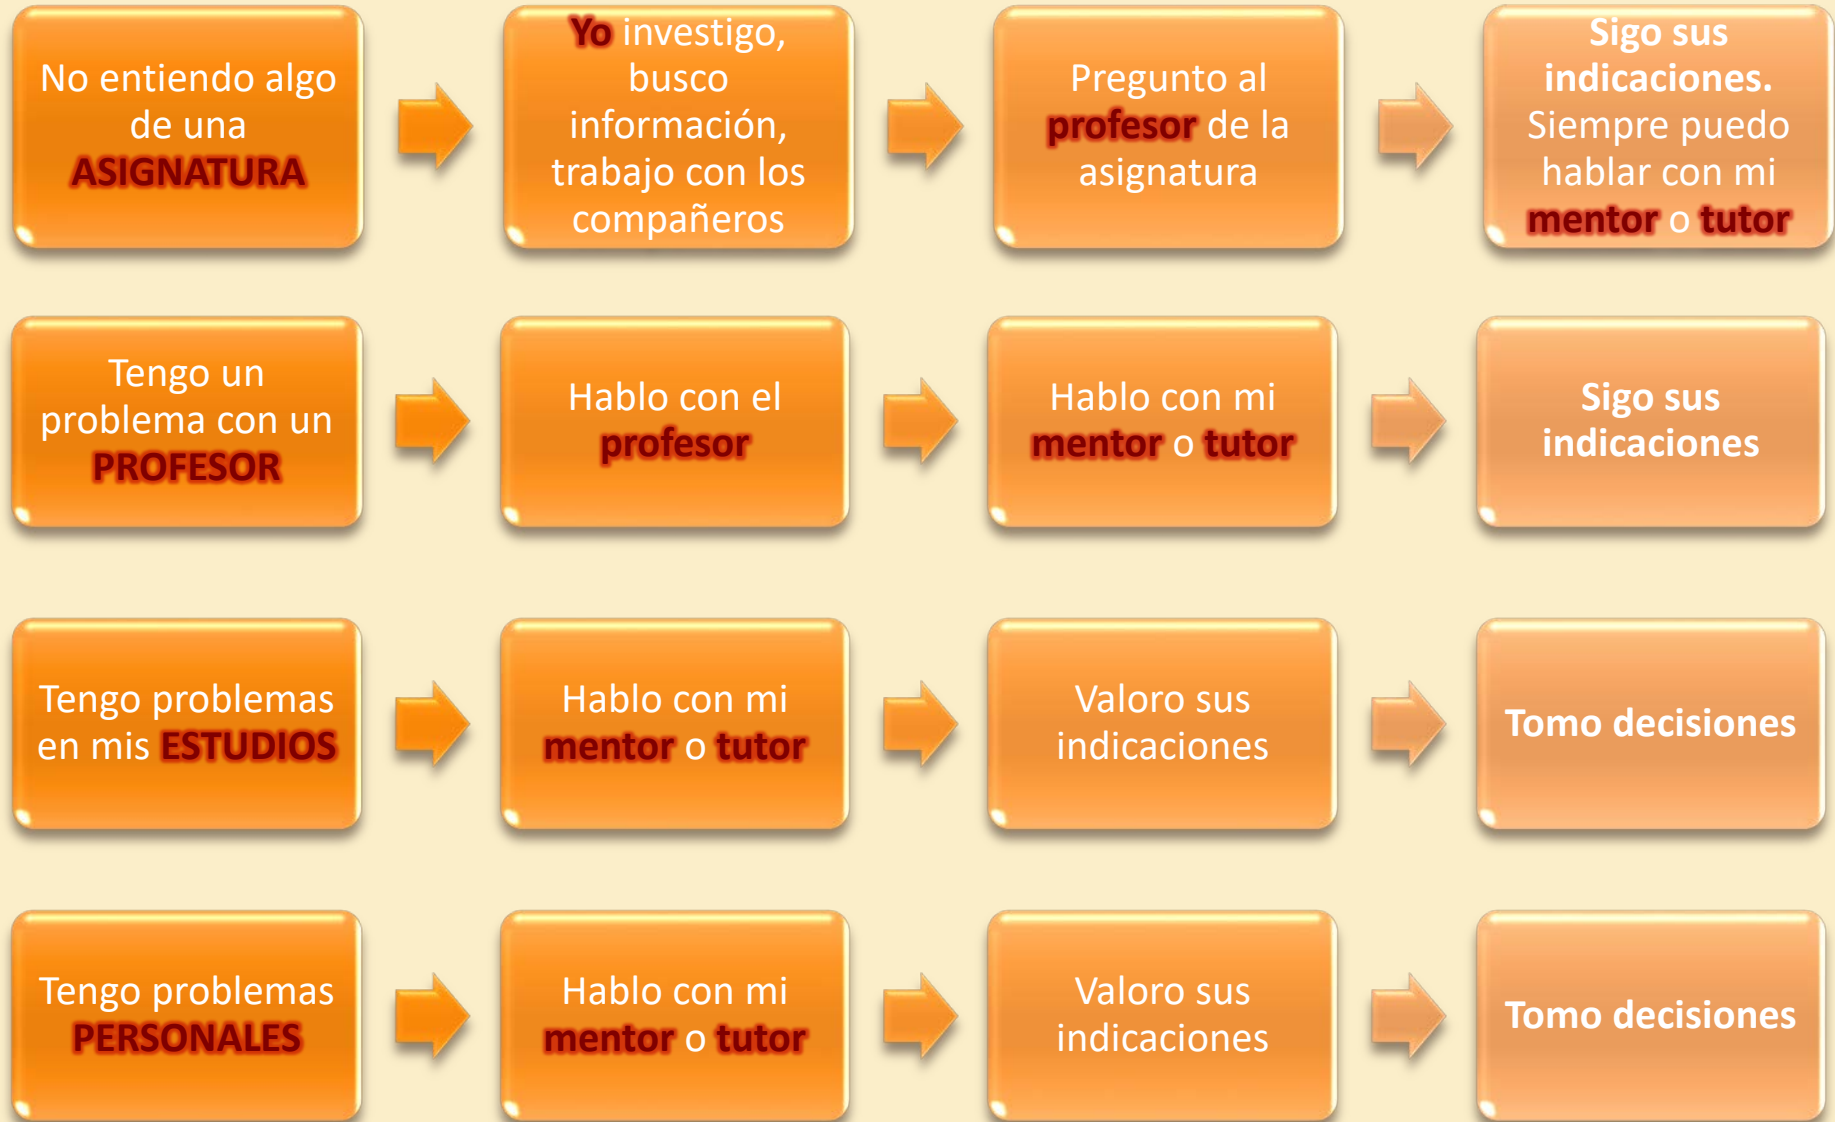 No entiendo algo
de una
ASIGNATURA
Yo investigo,
busco
información,
trabajo con los
compañeros
Pregunto al
profesor de la
asignatura
Sigo sus
indicaciones.
Siempre puedo
hablar con mi
mentor o tutor
Tengo un
problema con un
PROFESOR
Hablo con el
profesor
Hablo con mi
mentor o tutor
Sigo sus
indicaciones
Tengo problemas
en mis ESTUDIOS
Hablo con mi
mentor o tutor
Valoro sus
indicaciones
Tomo decisiones
Tengo problemas
PERSONALES
Hablo con mi
mentor o tutor
Valoro sus
indicaciones
Tomo decisiones